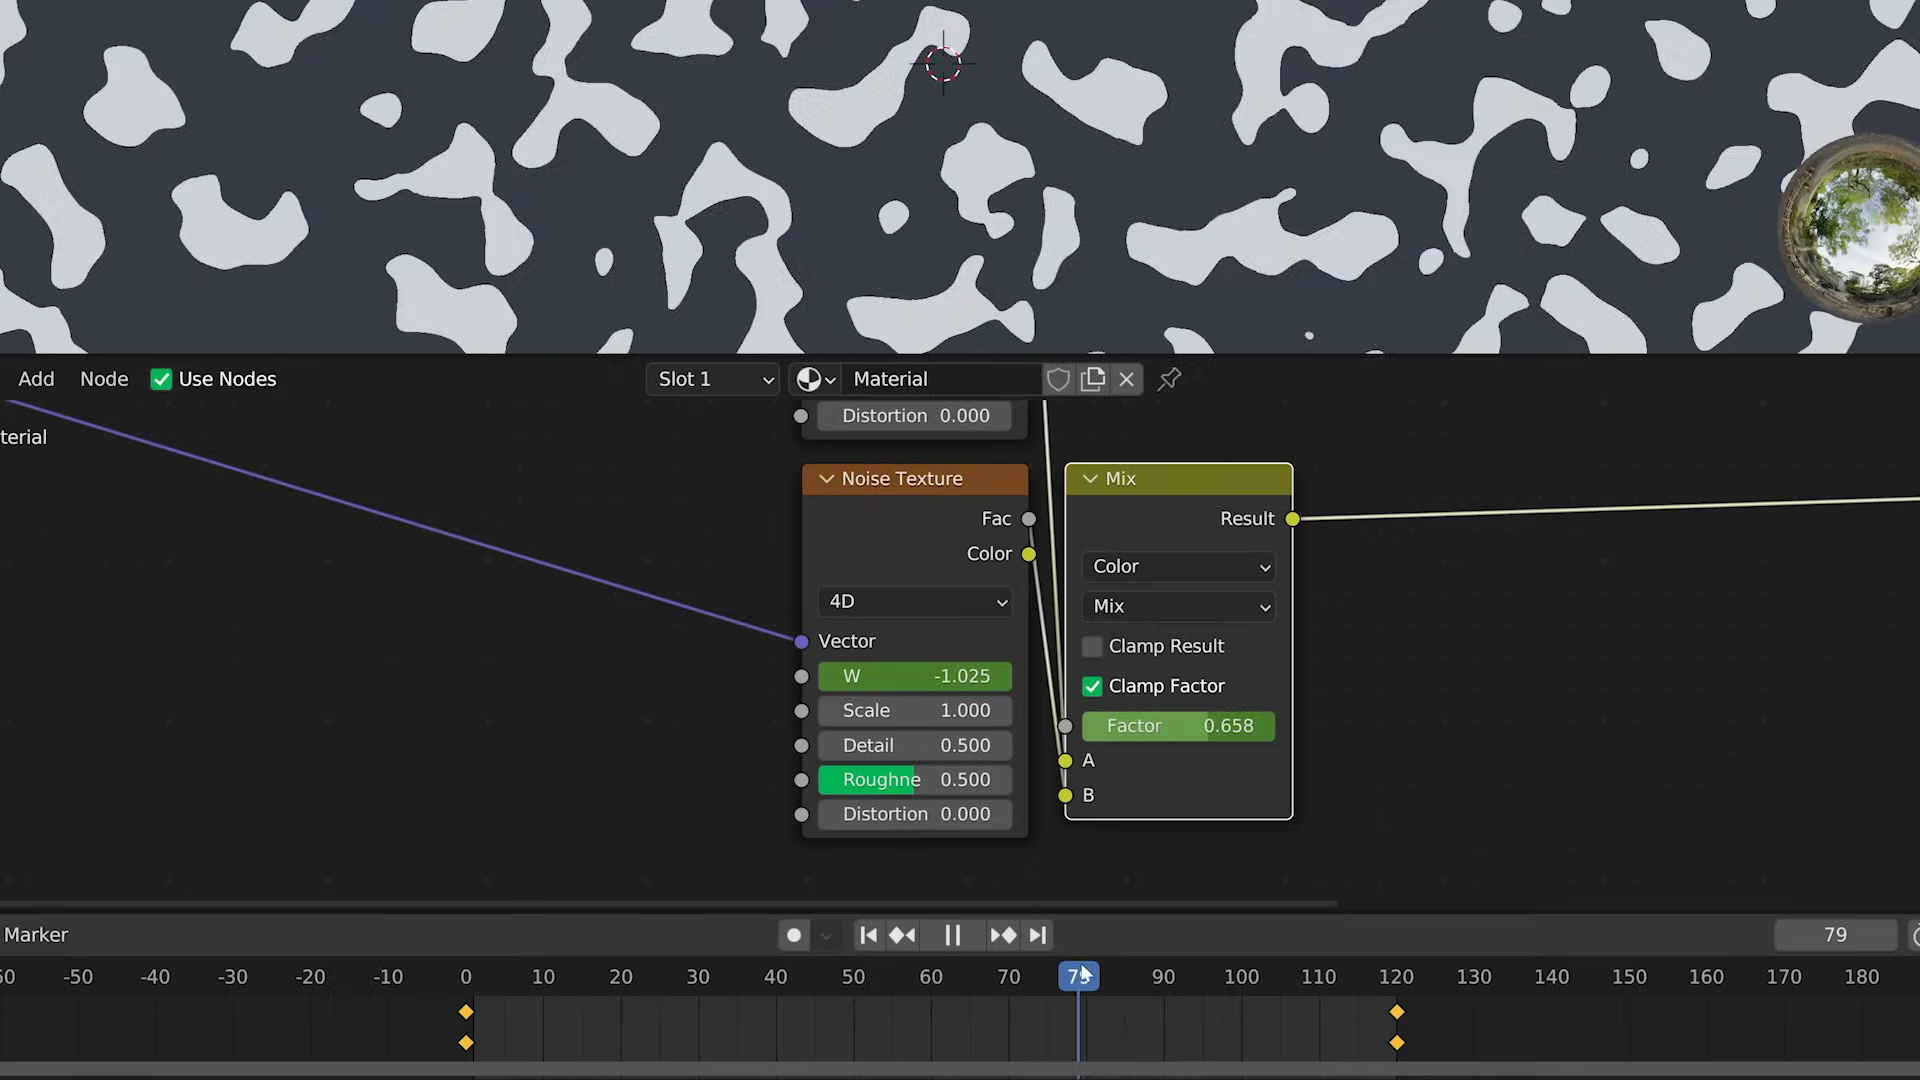 Add Node Use Nodes Slot 1 Material
terial
Distortion 0.000
Noise Texture
Fac
Color
4D
Vector
W -1.025
Scale 1.000
Detail 0.500
Roughne 0.500
Distortion 0.000
Mix
Result
Color
Mix
Clamp Result
Clamp Factor
Factor 0.658
A
B
Marker 79
50 -50 -40 -30 -20 -10 0 10 20 30 40 50 60 70 79 90 100 110 120 130 140 150 160 170 180